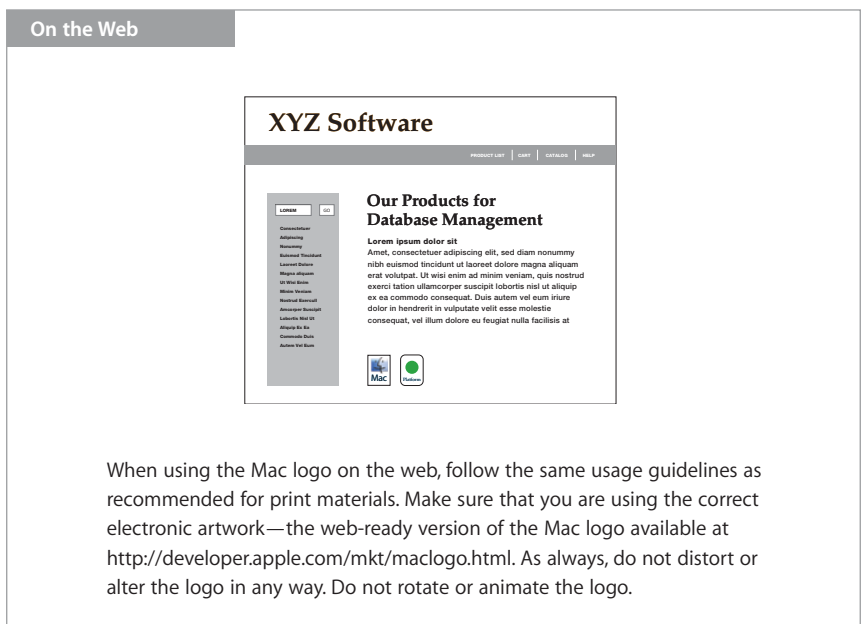 On the Web
XYZ Software
PRODUCT LIST CART CATALOG HELP
LOREM GO
Consectetuer
Adipiscing
Nonummy
Euismod Tincidunt
Laoreet Dolore
Magna aliquam
Ut Wisi Enim
Minim Veniam
Nostrud Exercuil
Amcorper Suscipit
Lobortis Nisl Ut
Aliquip Ex Ea
Commodo Duis
Autem Vel Eum
Our Products for
Database Management
Lorem ipsum dolor sit
Amet, consectetuer adipiscing elit, sed diam nonummy
nibh euismod tincidunt ut laoreet dolore magna aliquam
erat volutpat. Ut wisi enim ad minim veniam, quis nostrud
exerci tation ullamcorper suscipit lobortis nisl ut aliquip
ex ea commodo consequat. Duis autem vel eum iriure
dolor in hendrerit in vulputate velit esse molestie
consequat, vel illum dolore eu feugiat nulla facilisis at
Mac Platform
When using the Mac logo on the web, follow the same usage guidelines as
recommended for print materials. Make sure that you are using the correct
electronic artwork—the web-ready version of the Mac logo available at
http://developer.apple.com/mkt/maclogo.html. As always, do not distort or
alter the logo in any way. Do not rotate or animate the logo.